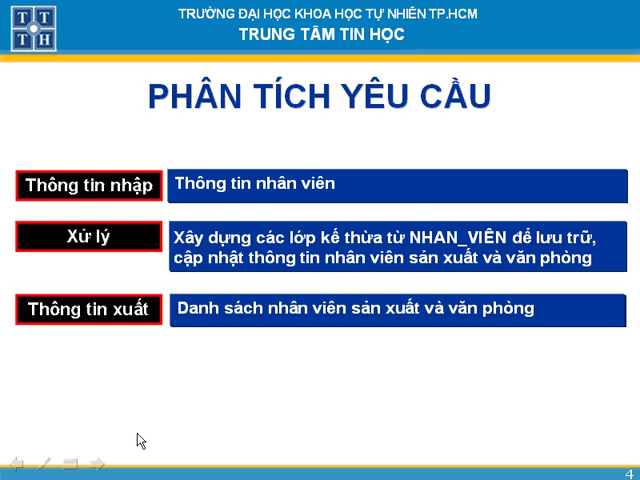 TRƯỜNG ĐẠI HỌC KHOA HỌC TỰ NHIÊN TP.HCM
TRUNG TÂM TIN HỌC
T T
T H
PHÂN TÍCH YÊU CẦU
Thông tin nhập
Thông tin nhân viên
Xử lý
Xây dựng các lớp kế thừa từ NHAN_VIÊN để lưu trữ,
cập nhật thông tin nhân viên sản xuất và văn phòng
Thông tin xuất
Danh sách nhân viên sản xuất và văn phòng
4